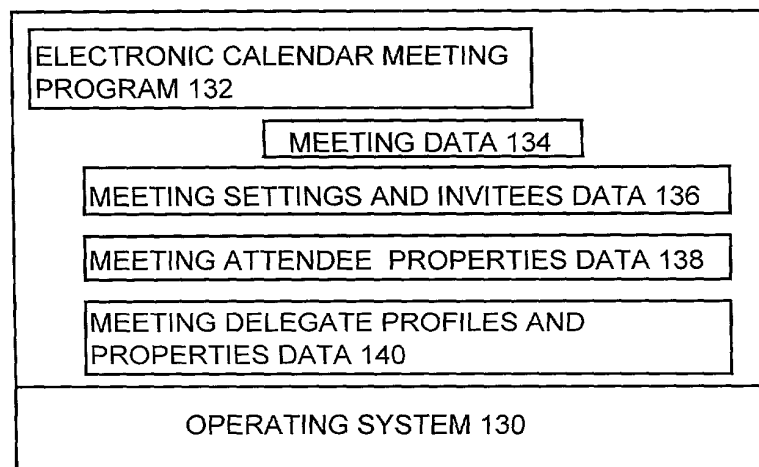 ELECTRONIC CALENDAR MEETING
PROGRAM 132
MEETING DATA 134
MEETING SETTINGS AND INVITEES DATA 136
MEETING ATTENDEE PROPERTIES DATA 138
MEETING DELEGATE PROFILES AND
PROPERTIES DATA 140
OPERATING SYSTEM 130